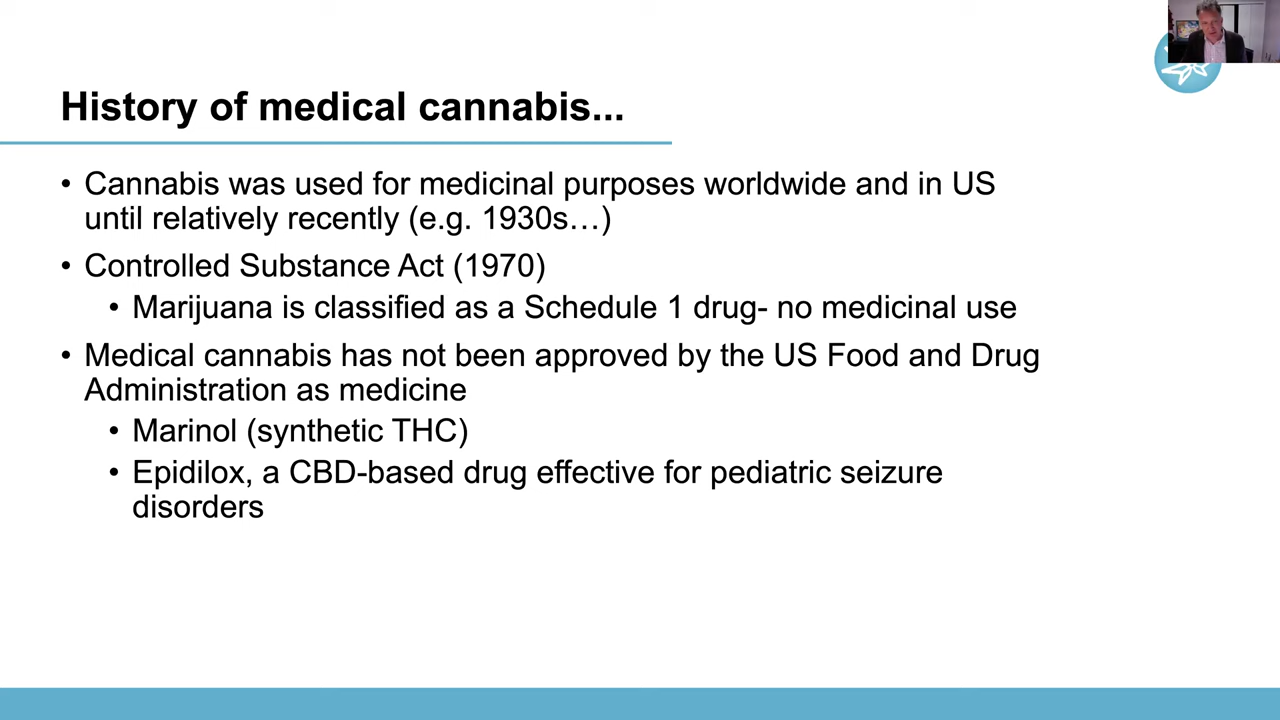 History of medical cannabis...
• Cannabis was used for medicinal purposes worldwide and in US
until relatively recently (e.g. 1930s…)
• Controlled Substance Act (1970)
• Marijuana is classified as a Schedule 1 drug- no medicinal use
• Medical cannabis has not been approved by the US Food and Drug
Administration as medicine
• Marinol (synthetic THC)
• Epidilox, a CBD-based drug effective for pediatric seizure
disorders